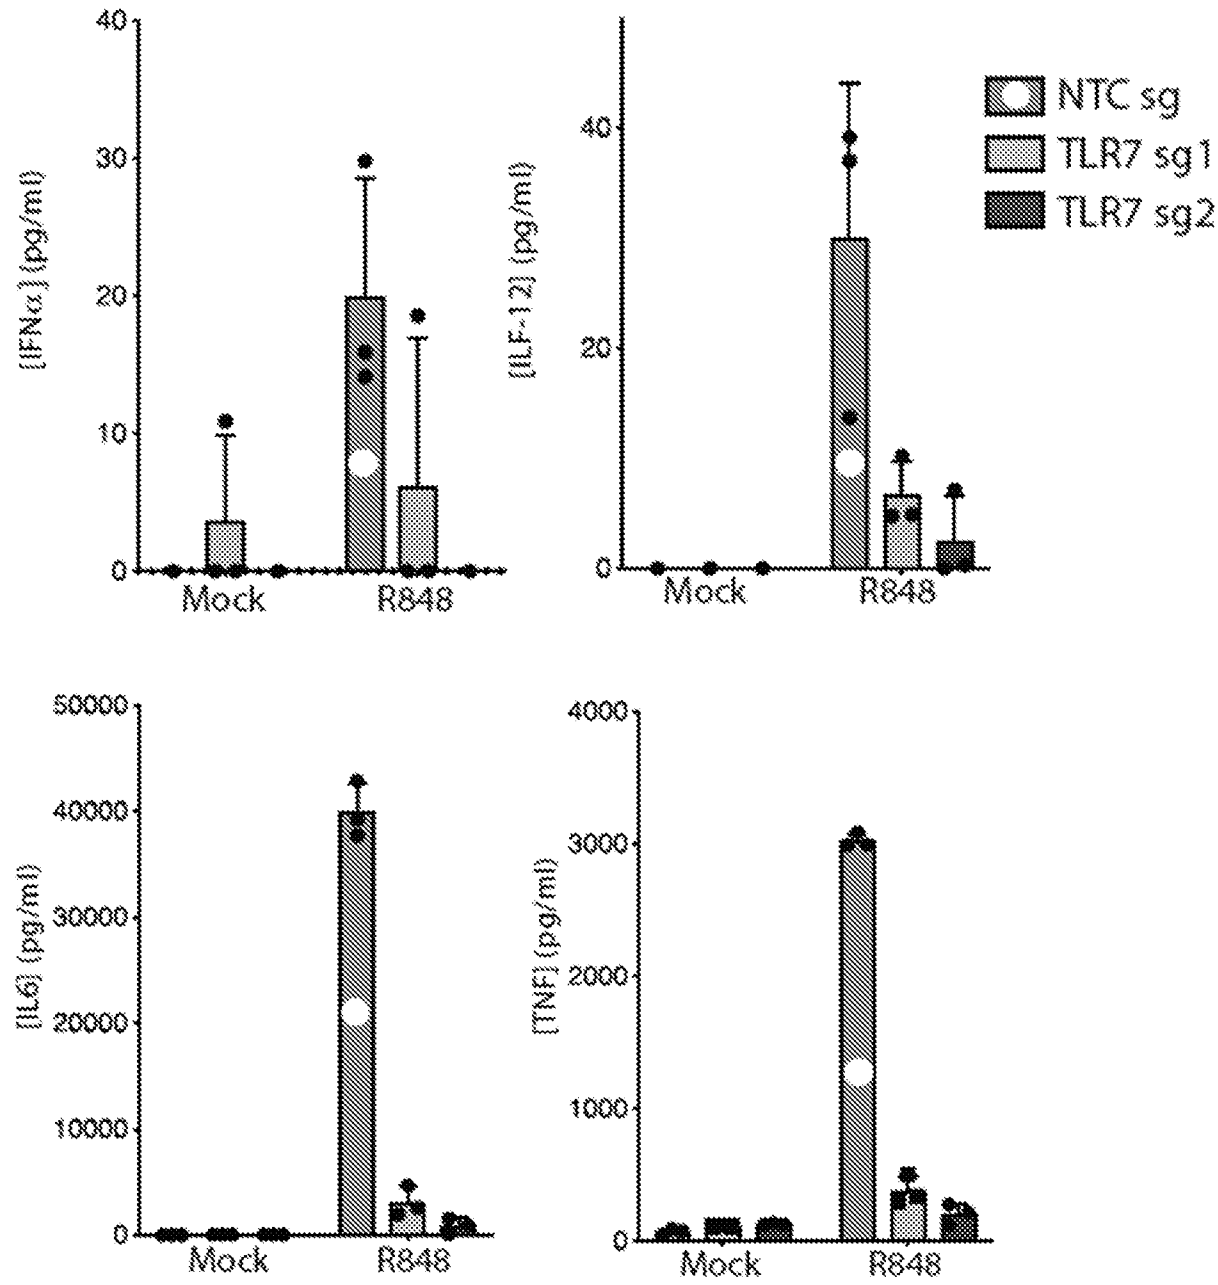 [IFNα] (pg/ml)
40
30
20
10
0
Mock
R848
[ILF-12] (pg/ml)
40
20
0
Mock
R848
NTC sg
TLR7 sg1
TLR7 sg2
[IL6] (pg/ml)
50000
40000
30000
20000
10000
0
Mock
R848
[TNF] (pg/ml)
4000
3000
2000
1000
0
Mock
R848